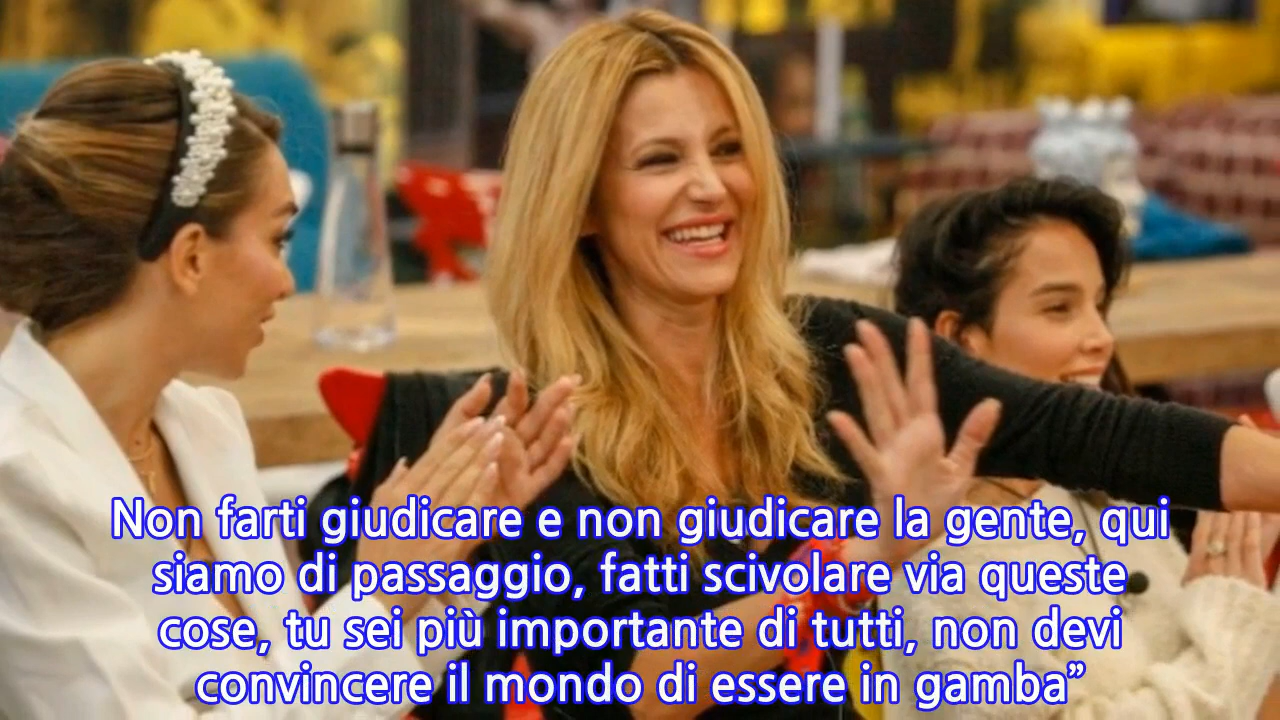 Non farti giudicare e non giudicare la gente, qui
siamo di passaggio, fatti scivolare via queste
cose, tu sei più importante di tutti, non devi
convincere il mondo di essere in gamba”